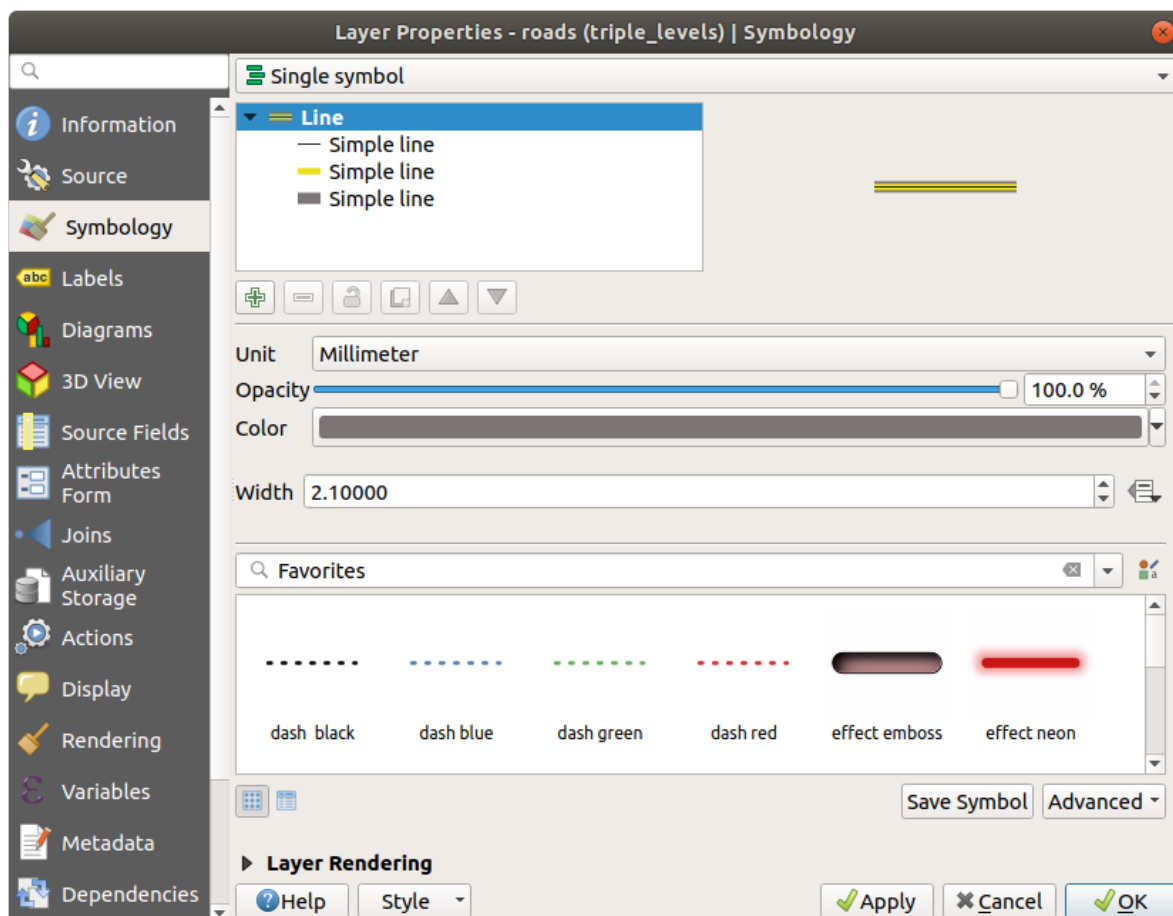 Layer Properties - roads (triple_levels) | Symbology
Information
Source
Symbology
abc Labels
Diagrams
3D View
Source Fields
Attributes
Form
Joins
Auxiliary
Storage
Actions
Display
Rendering
Variables
Metadata
Dependencies
Single symbol
Line
Simple line
Simple line
Simple line
Unit Millimeter
Opacity 100.0 %
Color
Width 2.10000
Favorites
dash black dash blue dash green dash red effect emboss effect neon
Save Symbol Advanced
Layer Rendering
Help Style Apply Cancel OK